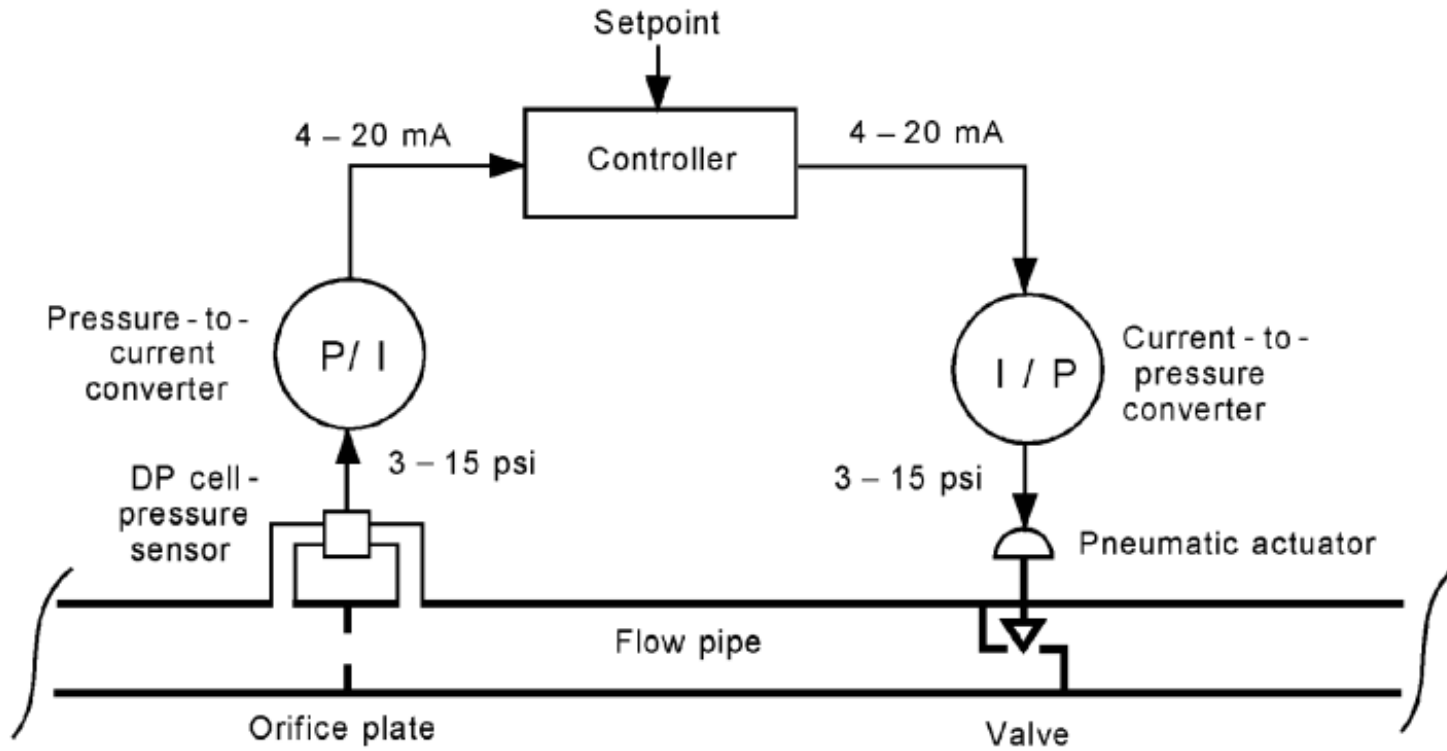 Setpoint
4 – 20 mA
Controller
4 – 20 mA
Pressure - to -
current
converter
P/ I
I / P
Current - to -
pressure
converter
3 – 15 psi
DP cell -
pressure
sensor
3 – 15 psi
Pneumatic actuator
Flow pipe
Orifice plate
Valve